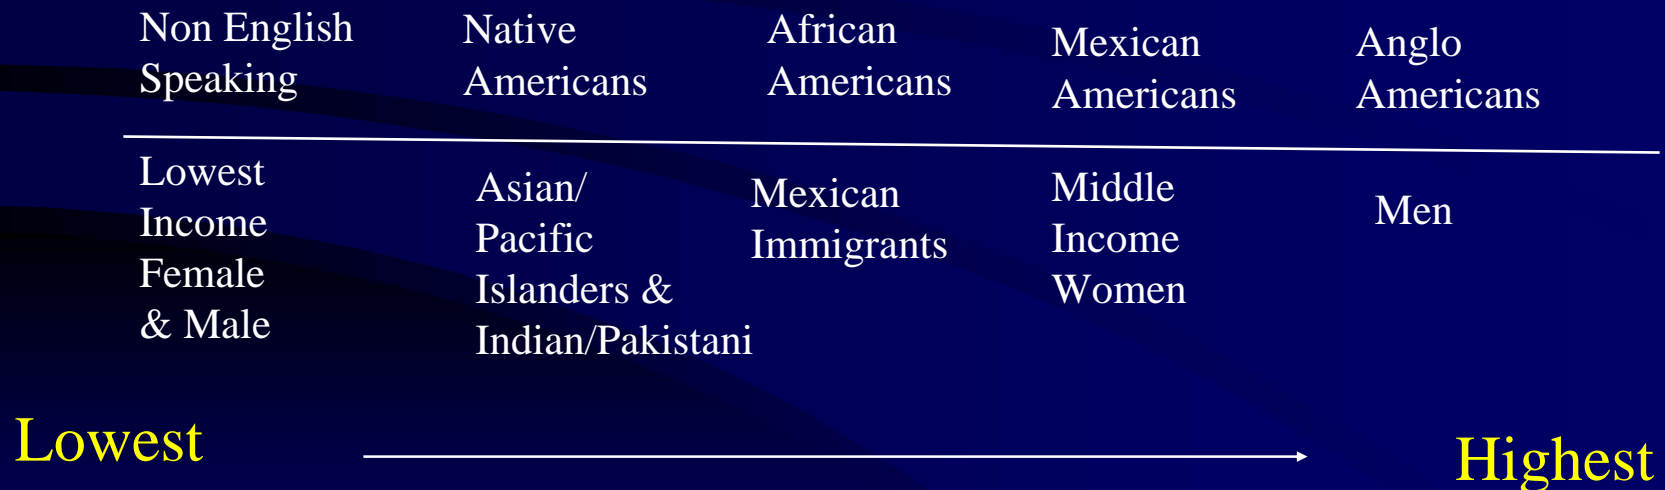 Non English
Speaking
Native
Americans
African
Americans
Mexican
Americans
Anglo
Americans
Lowest
Income
Female
& Male
Asian/
Pacific
Islanders &
Indian/Pakistani
Mexican
Immigrants
Middle
Income
Women
Men
Lowest
Highest